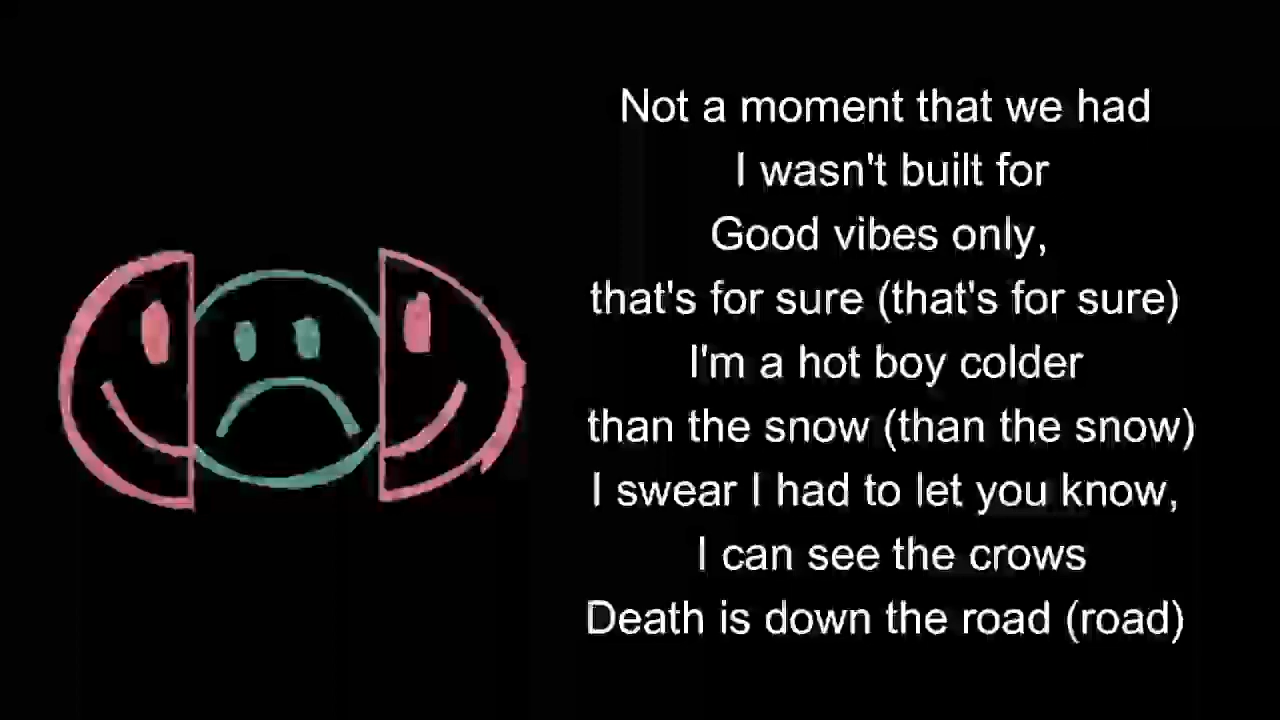 Not a moment that we had
I wasn't built for
Good vibes only,
that's for sure (that's for sure)
I'm a hot boy colder
than the snow (than the snow)
I swear I had to let you know,
I can see the crows
Death is down the road (road)